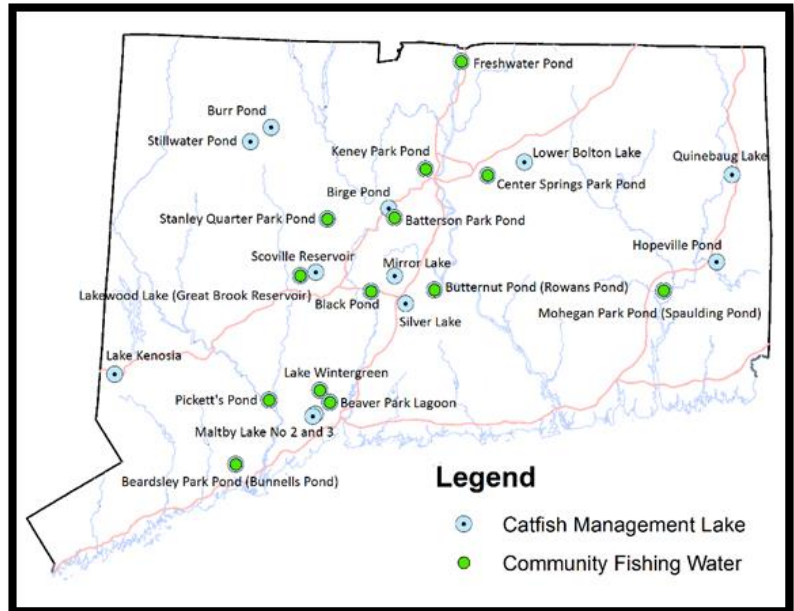 Freshwater Pond
Burr Pond
Stillwater Pond
Keney Park Pond
Lower Bolton Lake
Quinebaug Lake
Center Springs Park Pond
Birge Pond
Stanley Quarter Park Pond
Batterson Park Pond
Hopeville Pond
Scoville Reservoir
Mirror Lake
Lakewood Lake (Great Brook Reservoir)
Black Pond
Butternut Pond (Rowans Pond)
Silver Lake
Mohegan Park Pond (Spaulding Pond)
Lake Kenosia
Lake Wintergreen
Pickett's Pond
Beaver Park Lagoon
Maltby Lake No 2 and 3
Beardsley Park Pond (Bunnells Pond)
Legend
Catfish Management Lake
Community Fishing Water